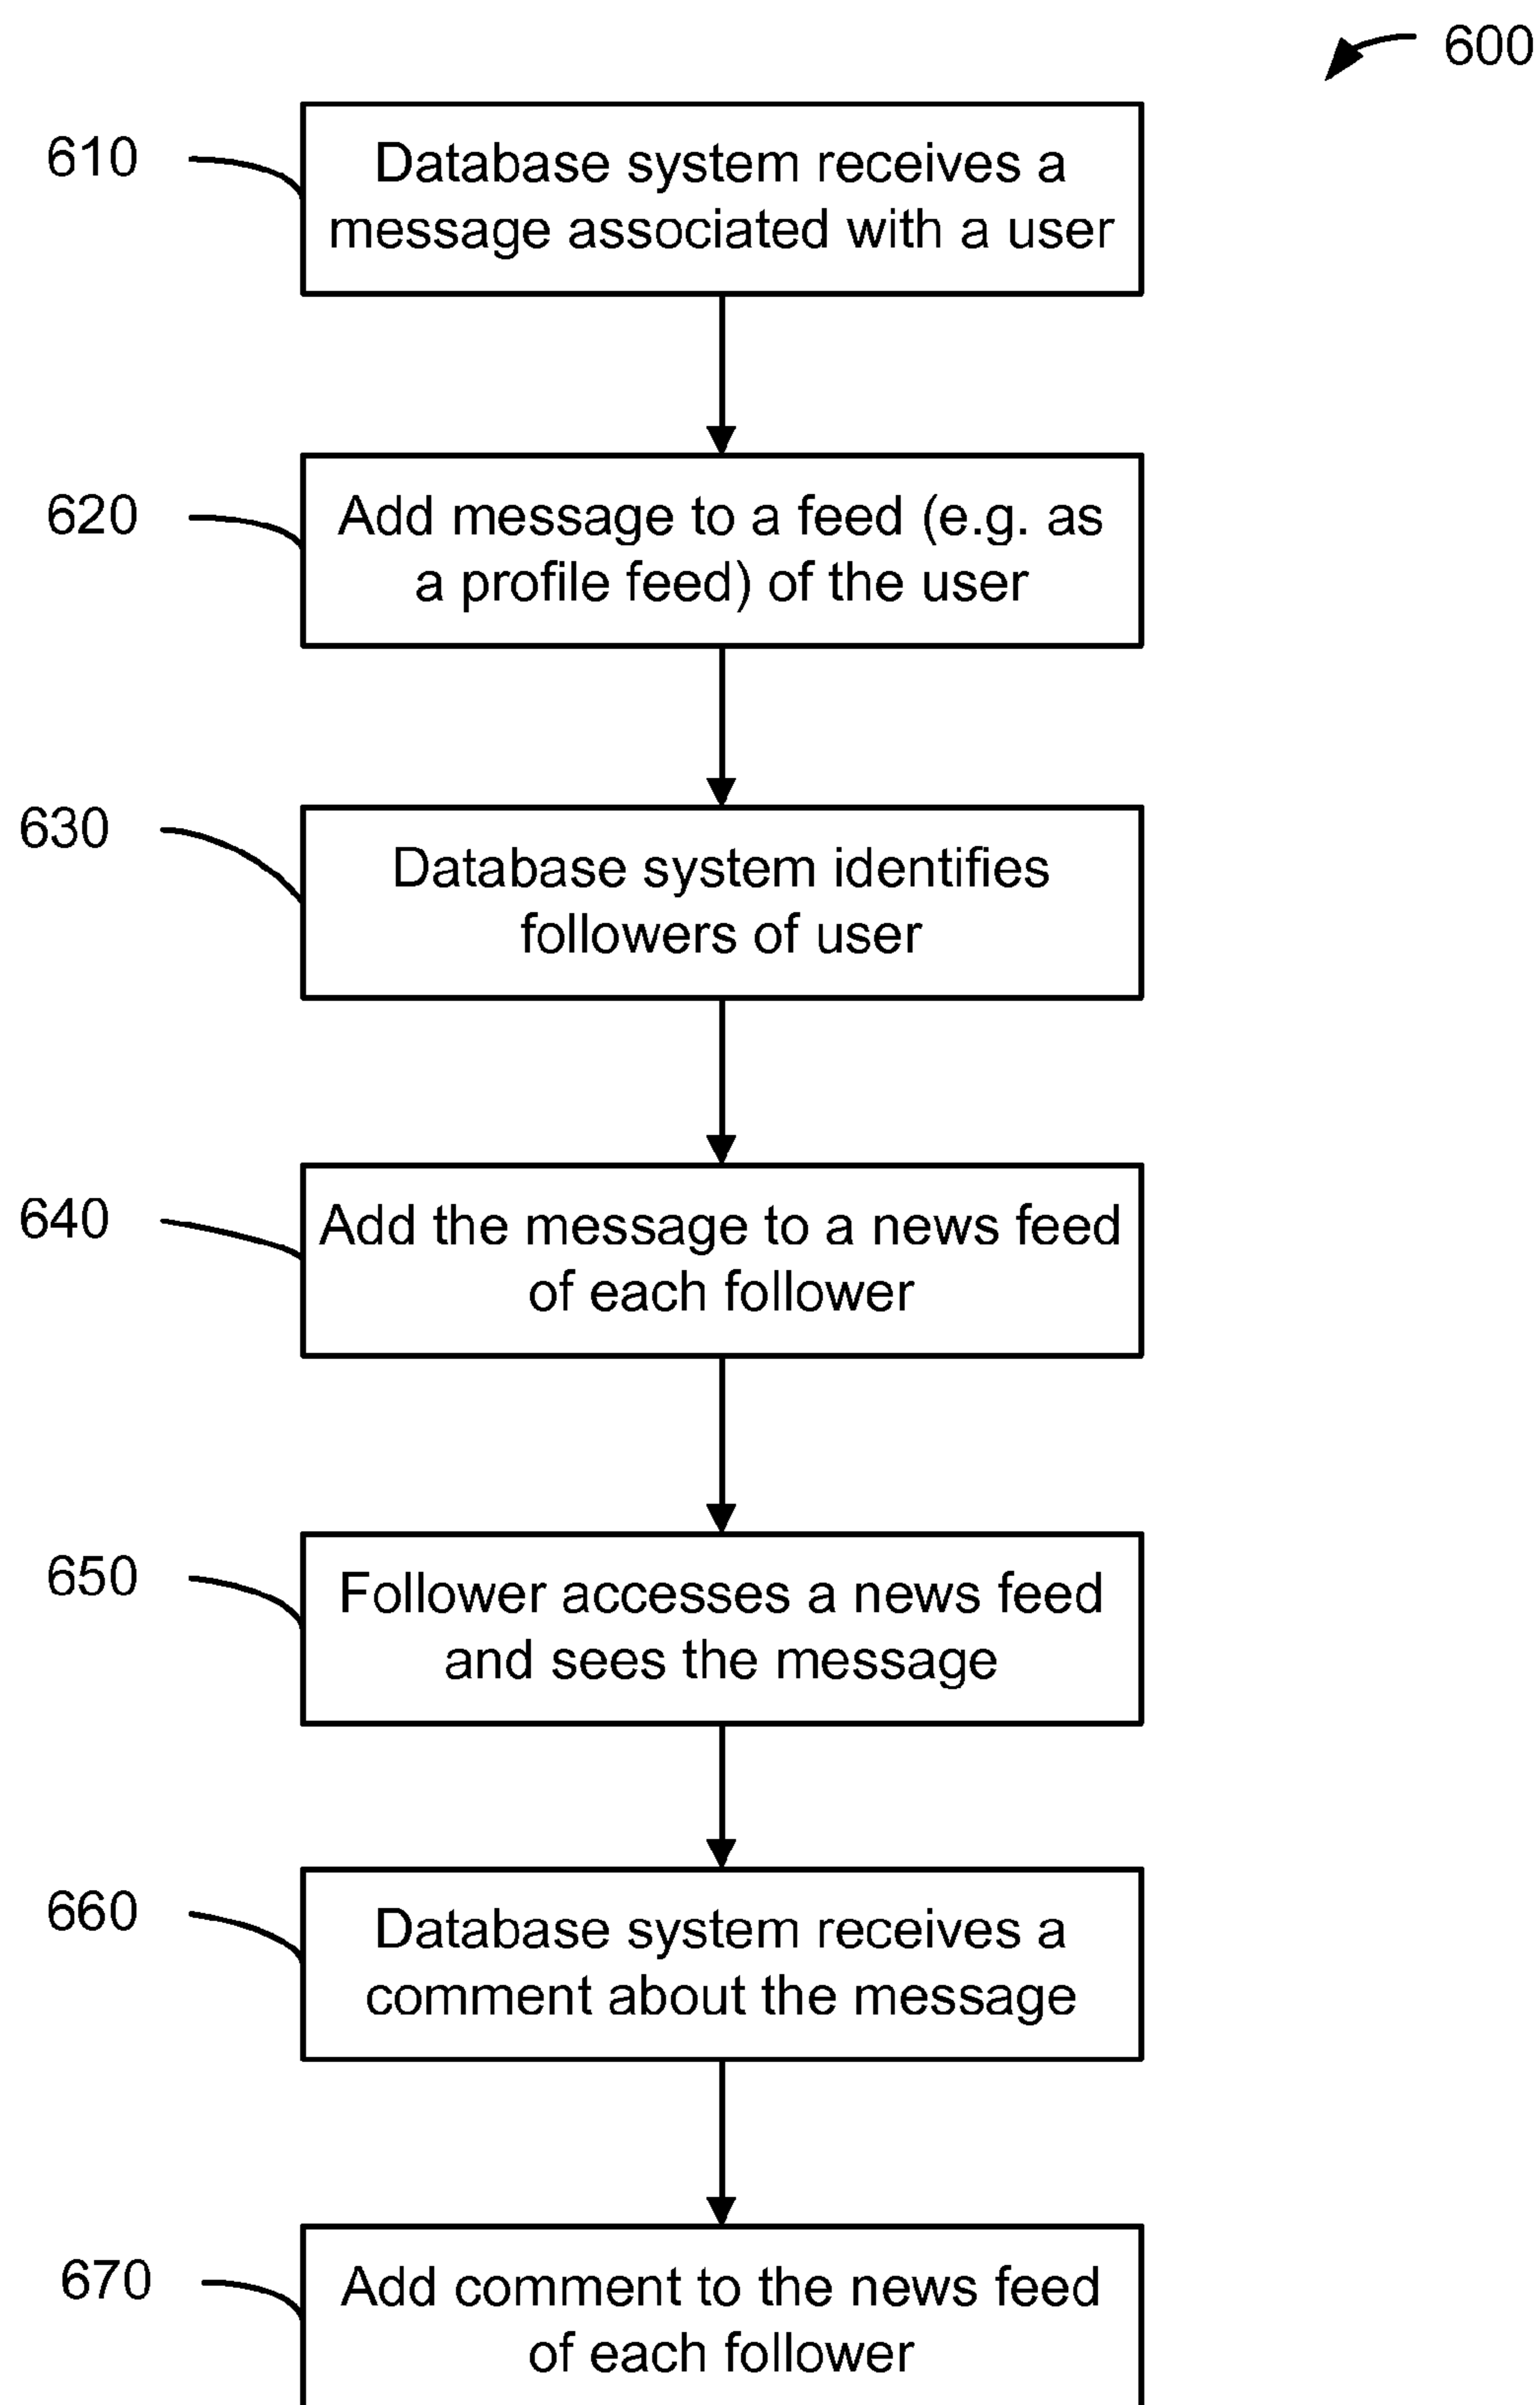 600
610
Database system receives a
message associated with a user
620
Add message to a feed (e.g. as
a profile feed) of the user
630
Database system identifies
followers of user
640
Add the message to a news feed
of each follower
650
Follower accesses a news feed
and sees the message
660
Database system receives a
comment about the message
670
Add comment to the news feed
of each follower